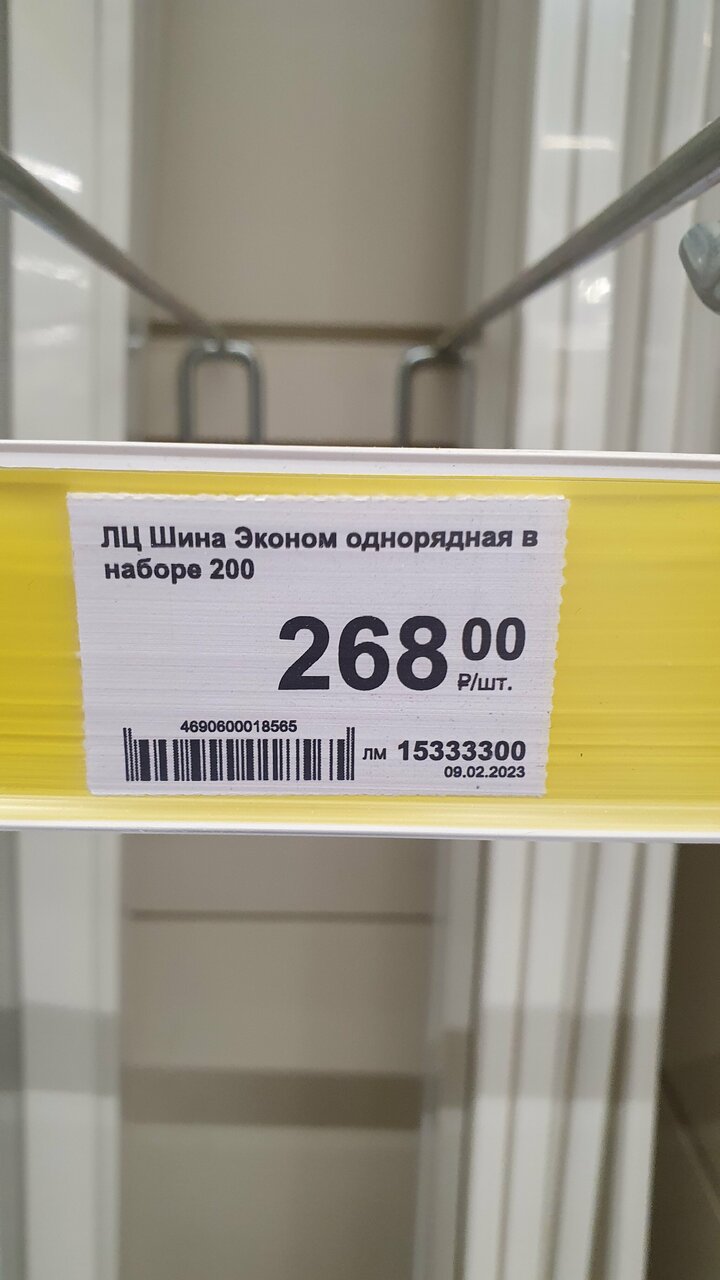 ЛЦ Шина Эконом однорядная в
наборе 200
268 00
₽/шт.
4690600018565
лм 15333300
09.02.2023